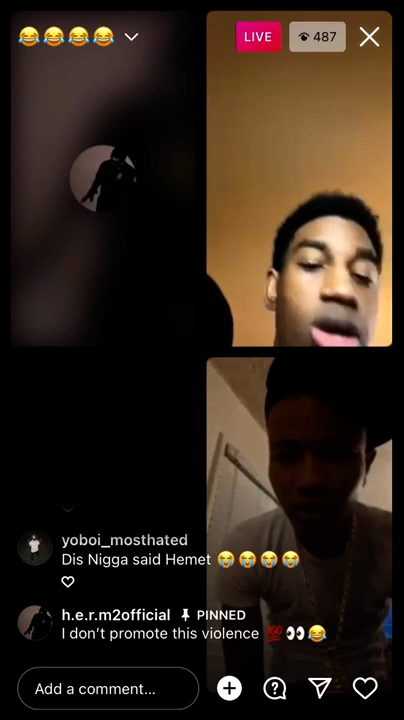 😂😂😂😂
LIVE 487
yoboi_mosthated
Dis Nigga said Hemet 😭😭😭😭
h.e.r.m2official PINNED
I don't promote this violence 💯👀😂
Add a comment...